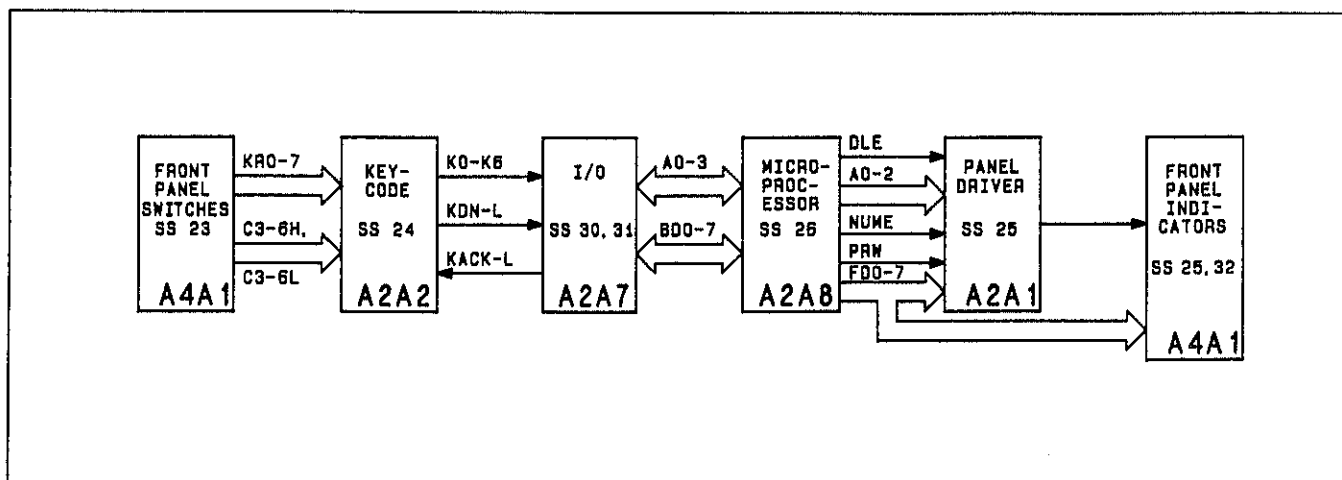 FRONT
PANEL
SWITCHES
SS 23
A4A1
KR0-7
C3-6H,
C3-6L
KEY-
CODE
SS 24
A2A2
K0-K6
KDN-L
KACK-L
I/O
SS 30, 31
A2A7
A0-3
BD0-7
MICRO-
PROC-
ESSOR
SS 26
A2A8
DLE
A0-2
NUME
PRW
FD0-7
PANEL
DRIVER
SS 25
A2A1
FRONT
PANEL
INDI-
CATORS
SS 25, 32
A4A1